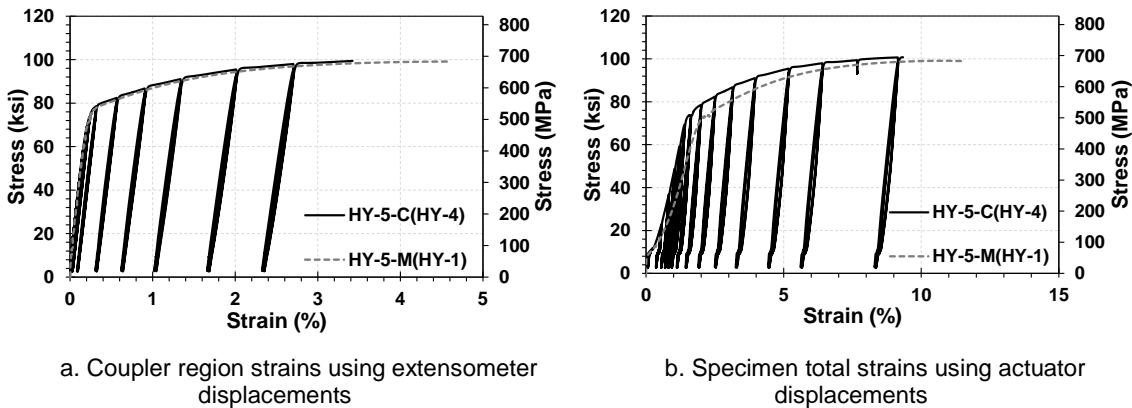 120
100
80
60
40
20
0
Stress (ksi)
800
700
600
500
400
300
200
100
0
Stress (MPa)
HY-5-C(HY-4)
HY-5-M(HY-1)
0 1 2 3 4 5
Strain (%)
a. Coupler region strains using extensometer
displacements
120
100
80
60
40
20
0
Stress (ksi)
800
700
600
500
400
300
200
100
0
Stress (MPa)
HY-5-C(HY-4)
HY-5-M(HY-1)
0 5 10 15
Strain (%)
b. Specimen total strains using actuator
displacements